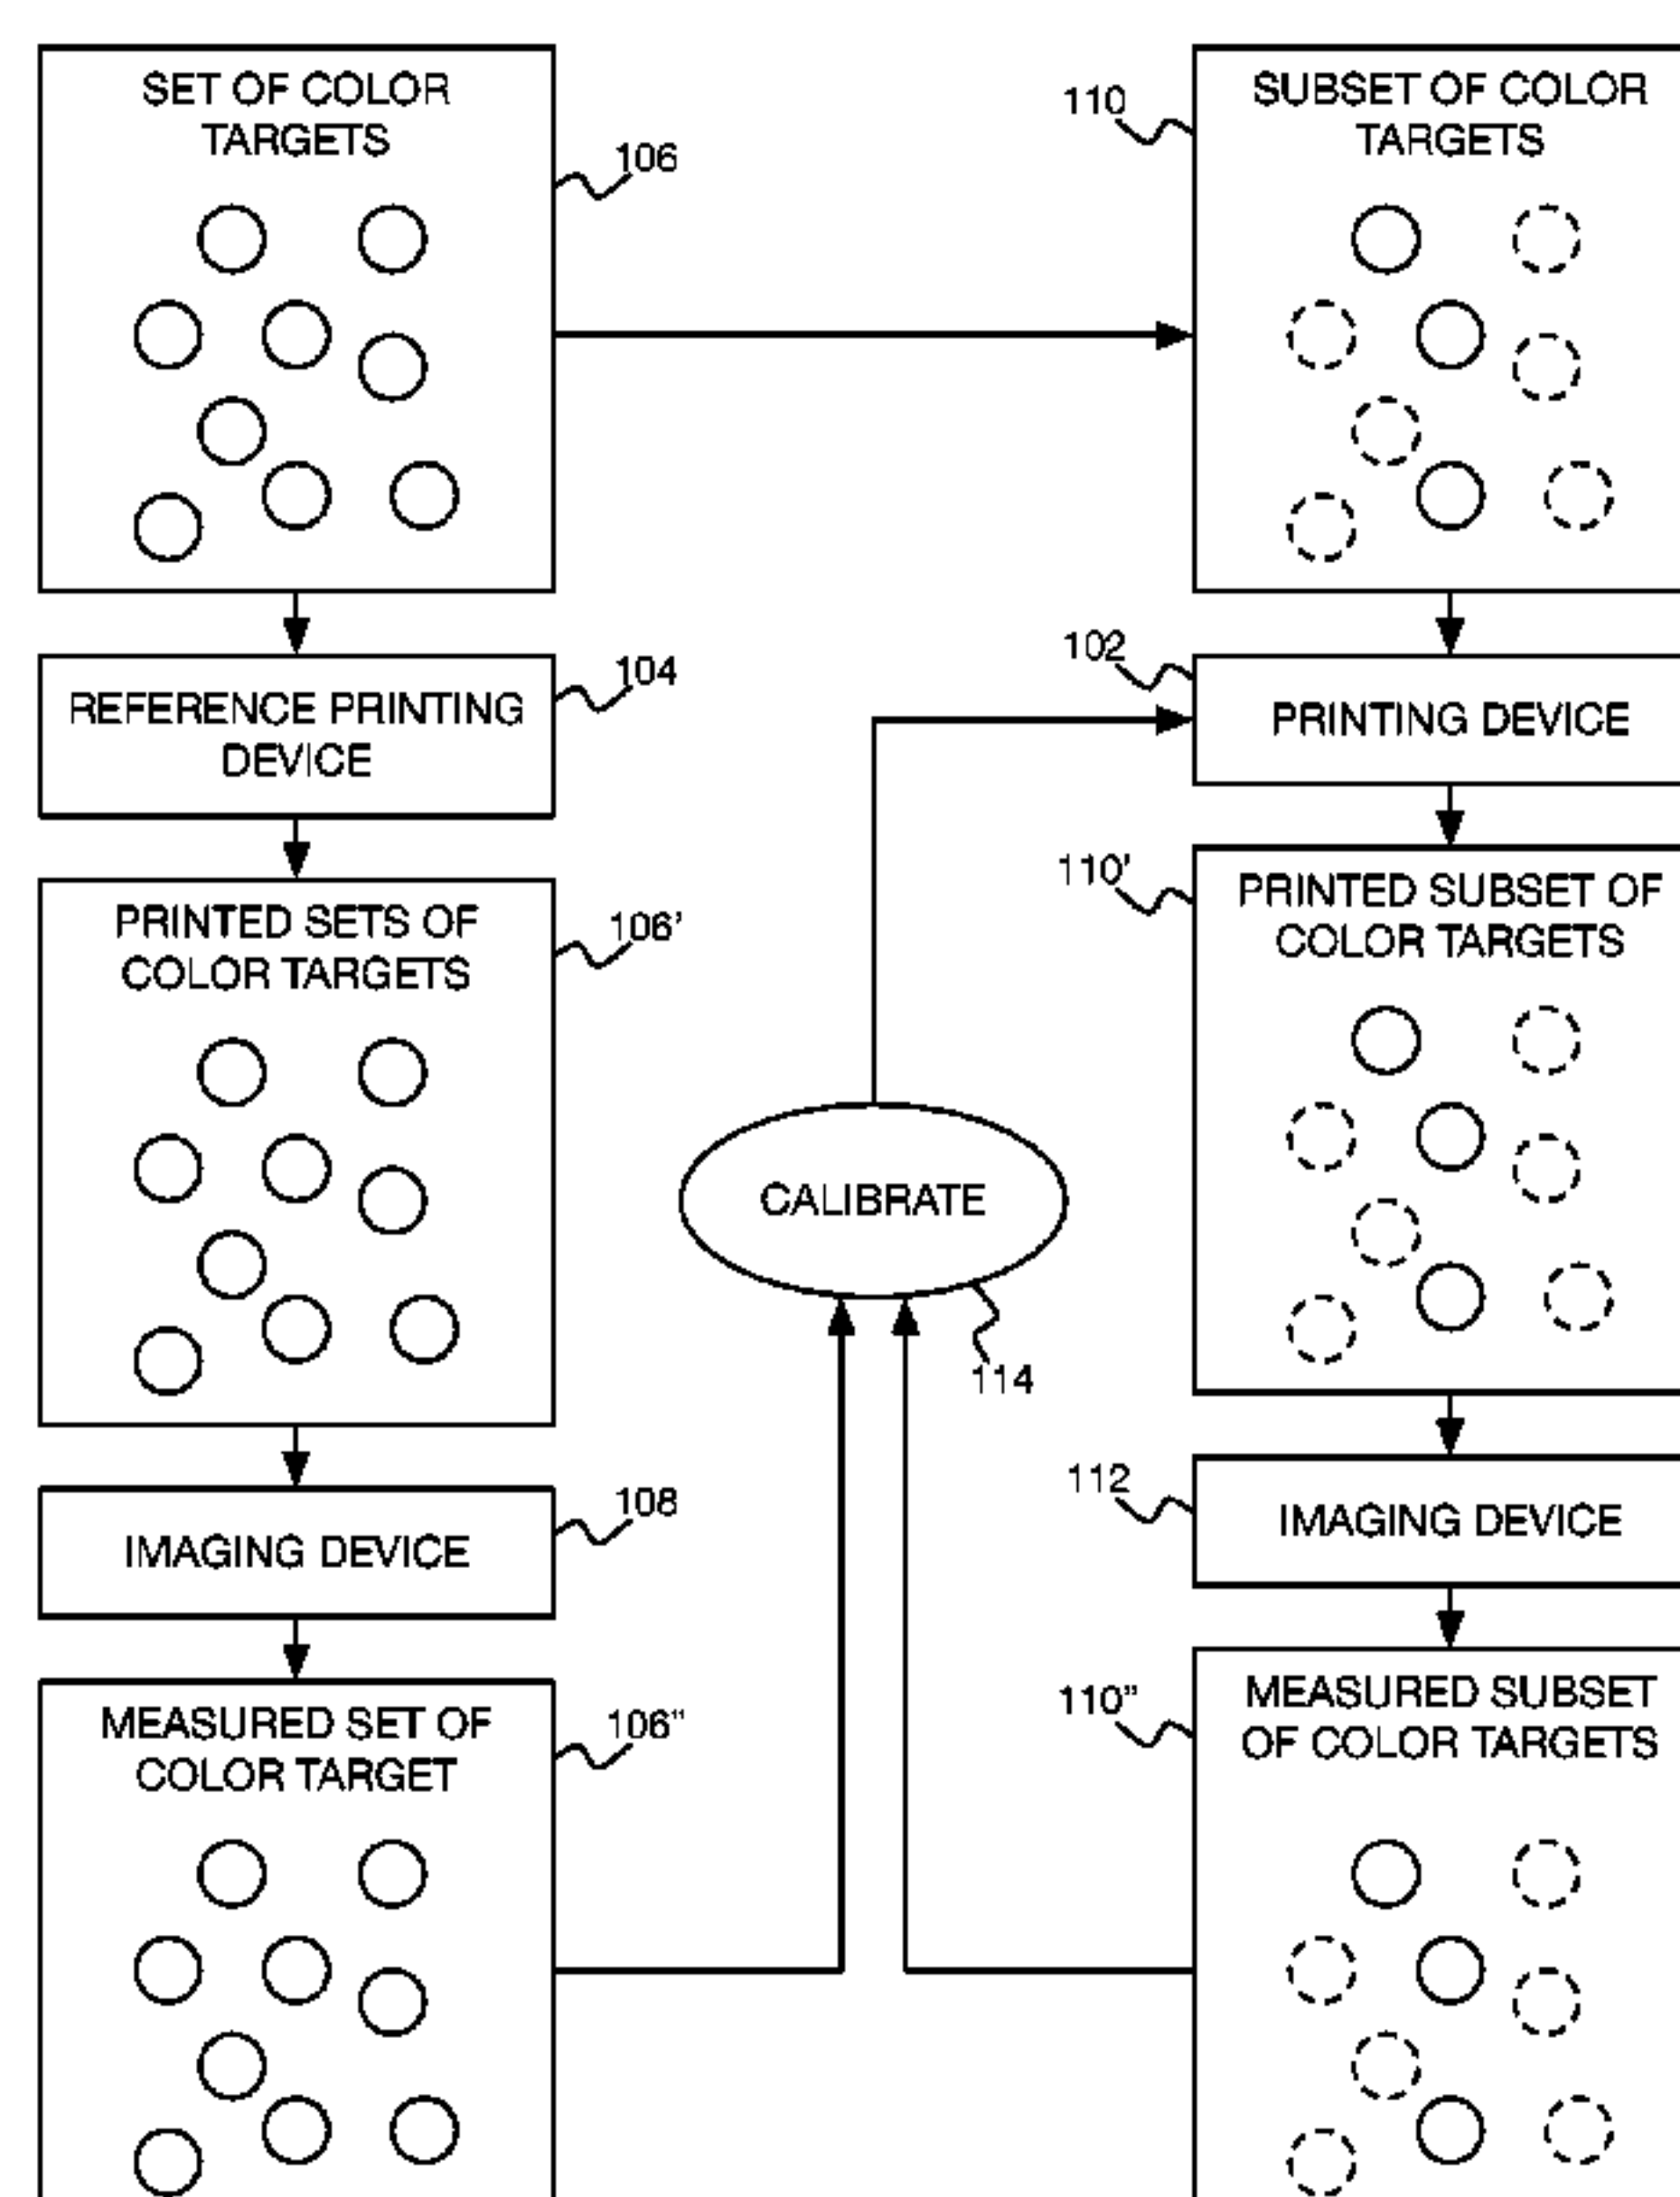 SET OF COLOR
TARGETS
106
REFERENCE PRINTING
DEVICE
104
PRINTED SETS OF
COLOR TARGETS
106'
IMAGING DEVICE
108
MEASURED SET OF
COLOR TARGET
106"
CALIBRATE
114
SUBSET OF COLOR
TARGETS
110
PRINTING DEVICE
102
PRINTED SUBSET OF
COLOR TARGETS
110'
IMAGING DEVICE
112
MEASURED SUBSET
OF COLOR TARGETS
110"